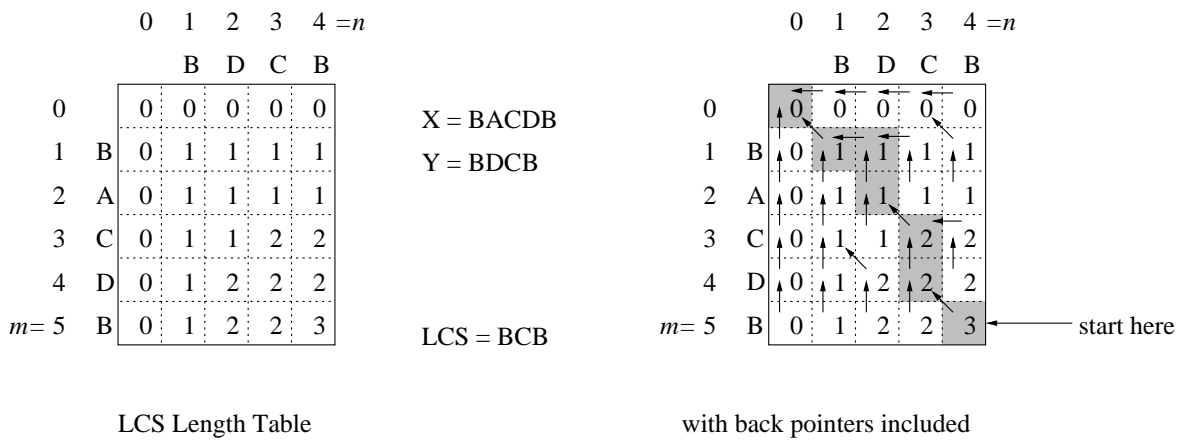 0 1 2 3 4 =n
B D C B
0 0 0 0 0 0
1 B 0 1 1 1 1
2 A 0 1 1 1 1
3 C 0 1 1 2 2
4 D 0 1 2 2 2
m= 5 B 0 1 2 2 3
LCS Length Table
X = BACDB
Y = BDCB
LCS = BCB
0 1 2 3 4 =n
B D C B
0 0 0 0 0 0
1 B 0 1 1 1 1
2 A 0 1 1 1 1
3 C 0 1 1 2 2
4 D 0 1 2 2 2
m= 5 B 0 1 2 2 3
start here
with back pointers included